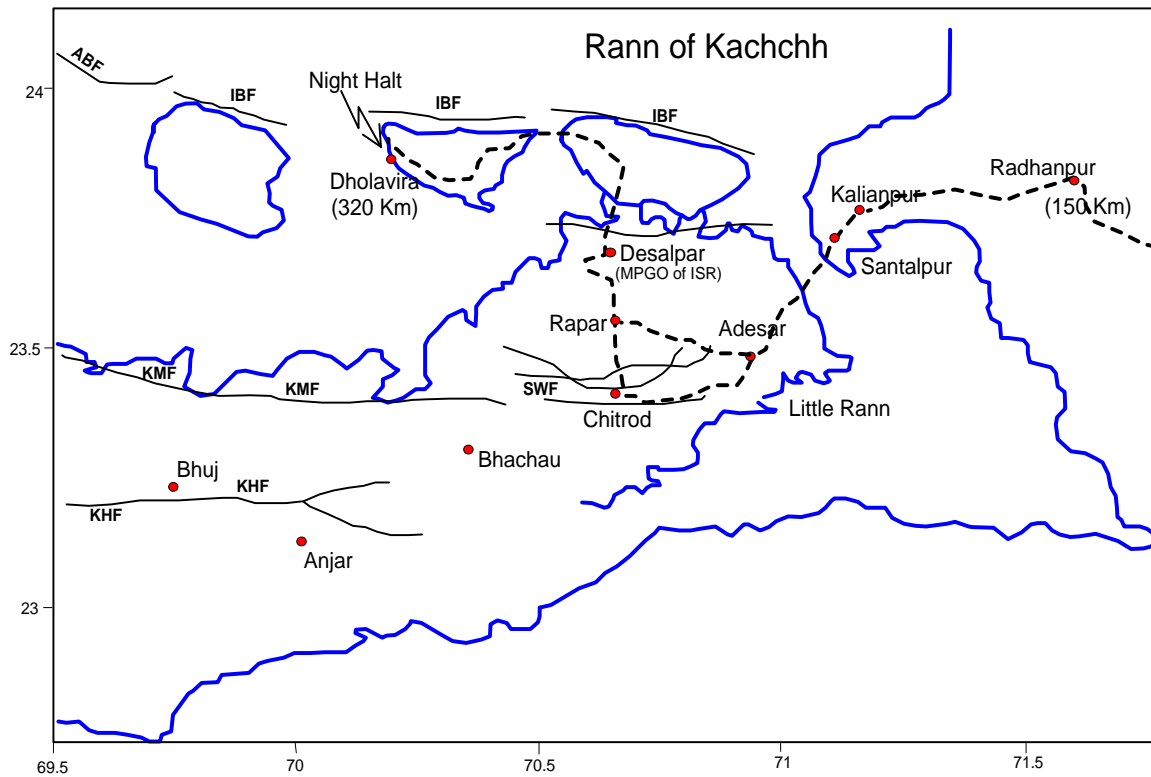 Rann of Kachchh
ABF
24
Night Halt
IBF
IBF
IBF
Dholavira
(320 Km)
Radhanpur
(150 Km)
Kalianpur
Santalpur
Desalpar
(MPGO of ISR)
Rapar
Adesar
23.5
KMF
KMF
SWF
Chitrod
Little Rann
Bhachau
Bhuj
KHF
KHF
Anjar
23
69.5
70
70.5
71
71.5